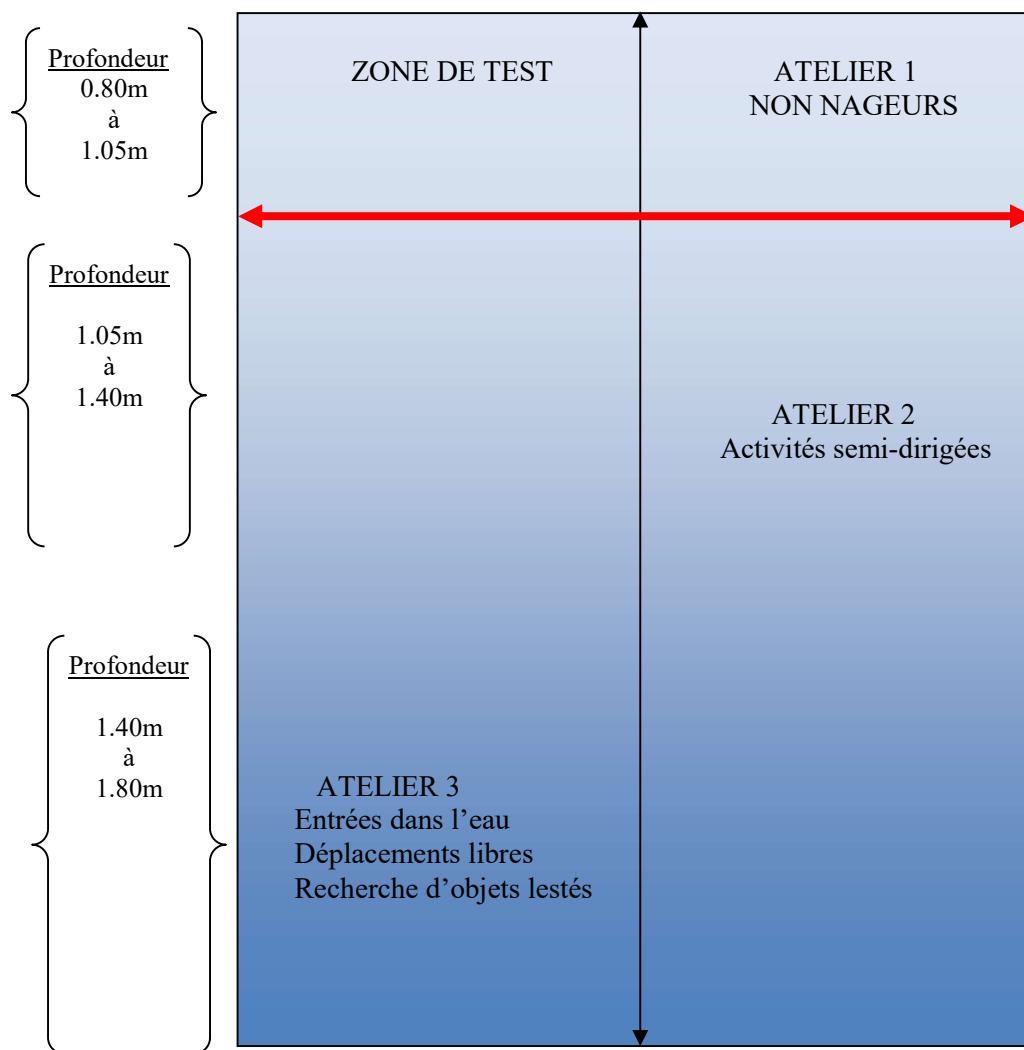 Profondeur
0.80m
à
1.05m
ZONE DE TEST
ATELIER 1
NON NAGEURS
Profondeur
1.05m
à
1.40m
ATELIER 2
Activités semi-dirigées
Profondeur
1.40m
à
1.80m
ATELIER 3
Entrées dans l’eau
Déplacements libres
Recherche d’objets lestés